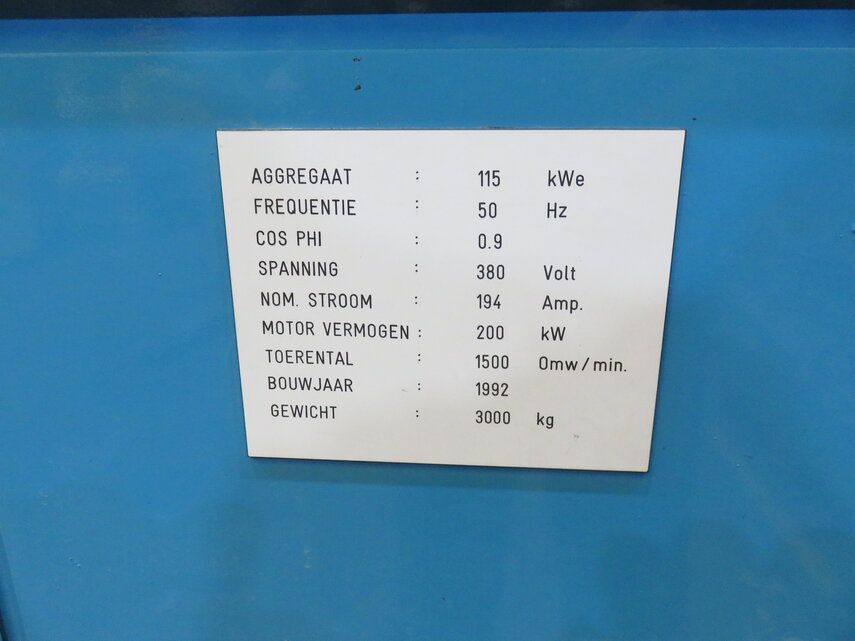 AGGREGAAT : 115 kWe
FREQUENTIE : 50 Hz
COS PHI : 0.9
SPANNING : 380 Volt
NOM. STROOM : 194 Amp.
MOTOR VERMOGEN : 200 kW
TOERENTAL : 1500 Omw/min.
BOUWJAAR : 1992
GEWICHT : 3000 kg